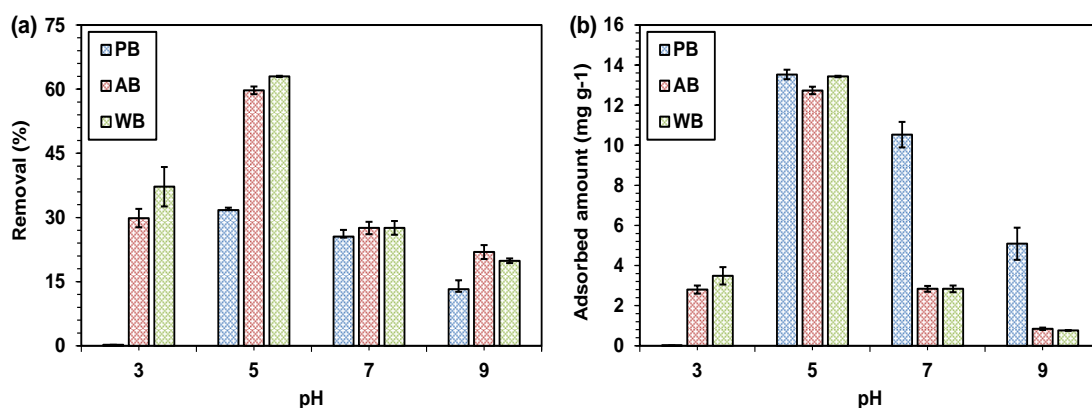 (a)
Removal (%)
75
60
45
30
15
0
PB
AB
WB
3 5 7 9
pH
(b)
Adsorbed amount (mg g-1)
16
14
12
10
8
6
4
2
0
PB
AB
WB
3 5 7 9
pH